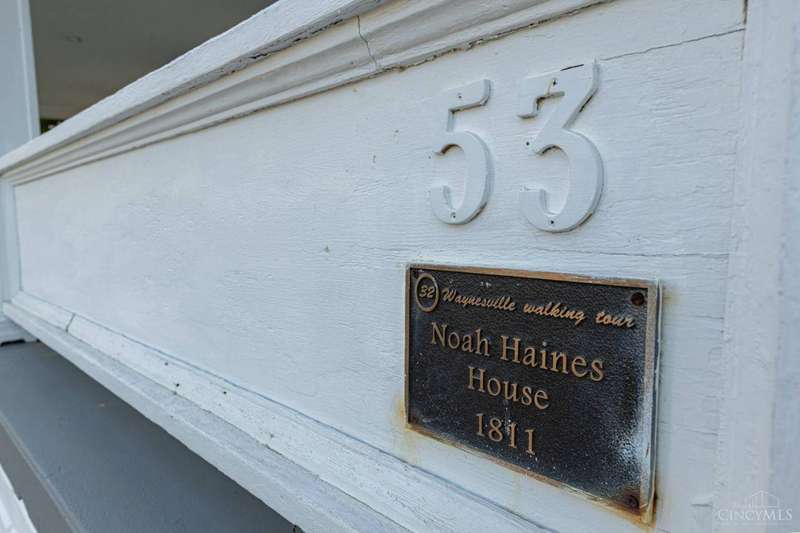 53
32 Waynesville walking tour
Noah Haines
House
1811
CINCYMLS